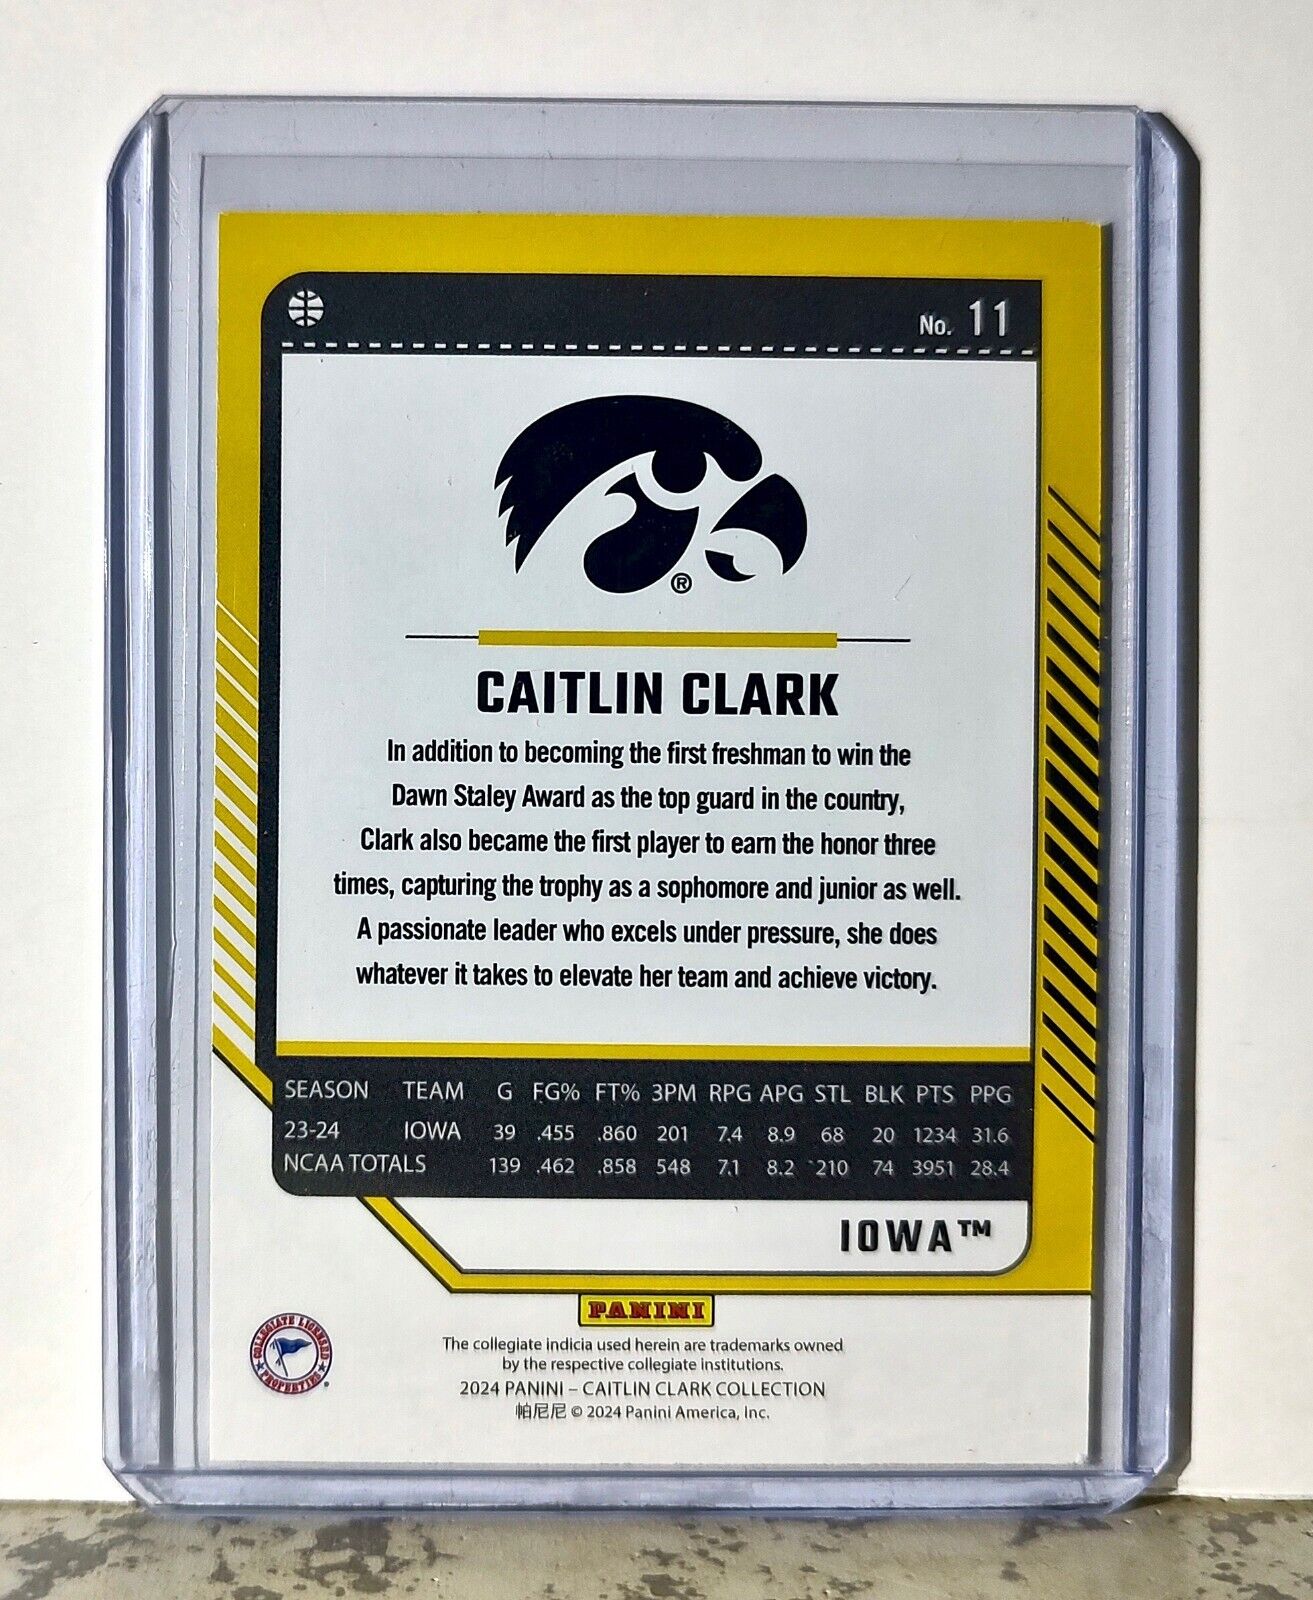 No. 11
®
CAITLIN CLARK
In addition to becoming the first freshman to win the
Dawn Staley Award as the top guard in the country,
Clark also became the first player to earn the honor three
times, capturing the trophy as a sophomore and junior as well.
A passionate leader who excels under pressure, she does
whatever it takes to elevate her team and achieve victory.
SEASON TEAM G FG% FT% 3PM RPG APG STL BLK PTS PPG
23-24 IOWA 39 .455 .860 201 7.4 8.9 68 20 1234 31.6
NCAA TOTALS 139 .462 .858 548 7.1 8.2 210 74 3951 28.4
IOWA™
PANINI
COLLEGIATE LICENSED
PROPERTIES
®
The collegiate indicia used herein are trademarks owned
by the respective collegiate institutions.
2024 PANINI – CAITLIN CLARK COLLECTION
帕尼尼 © 2024 Panini America, Inc.